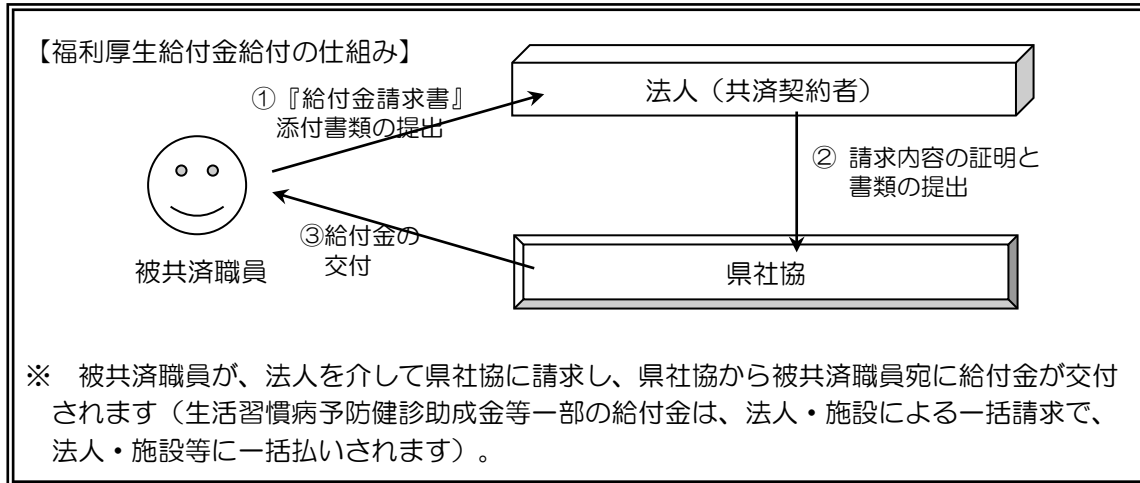 【福利厚生給付金給付の仕組み】
法人（共済契約者）
①『給付金請求書』
添付書類の提出
② 請求内容の証明と
書類の提出
③給付金の
交付
被共済職員
県社協
※　被共済職員が、法人を介して県社協に請求し、県社協から被共済職員宛に給付金が交付
されます（生活習慣病予防健診助成金等一部の給付金は、法人・施設による一括請求で、
法人・施設等に一括払いされます）。